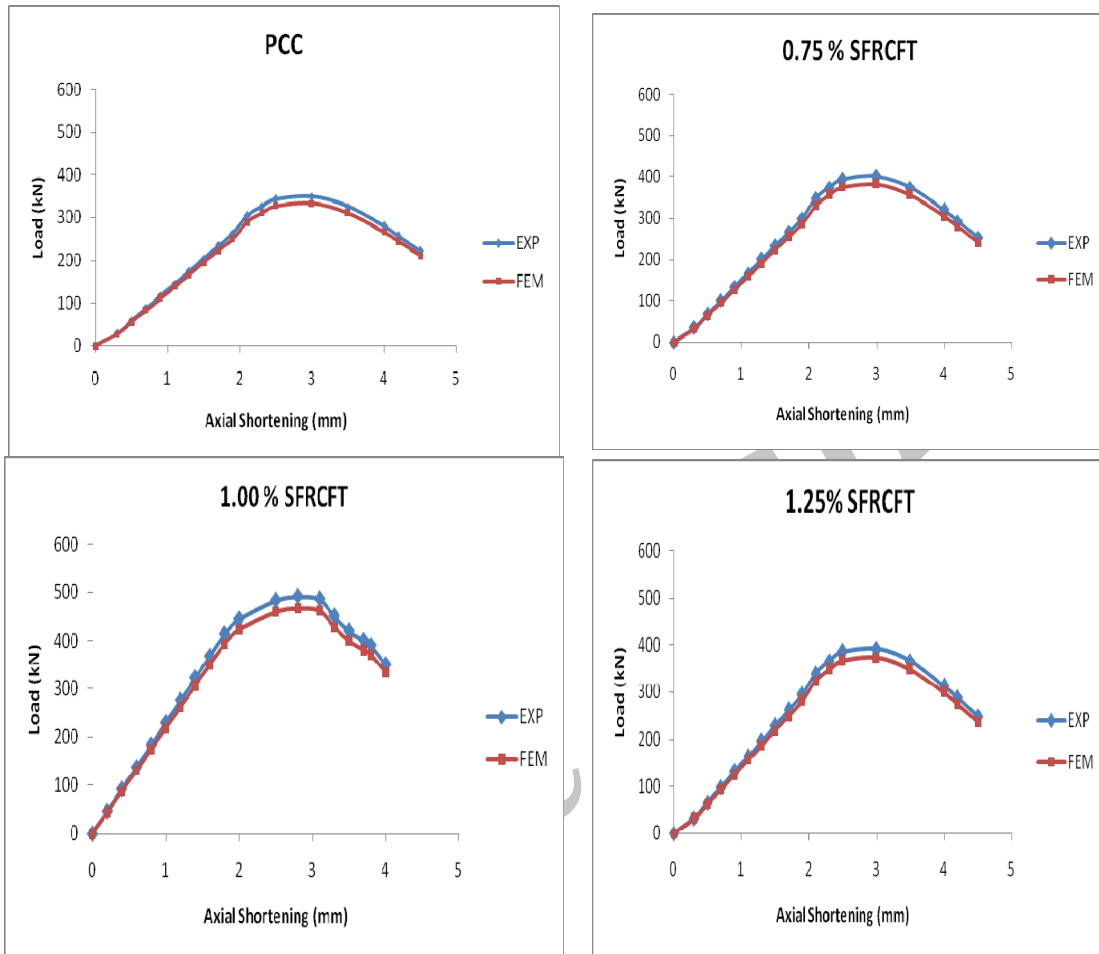 PCC
600
500
400
300
200
100
0
Load (kN)
0 1 2 3 4 5
Axial Shortening (mm)
EXP
FEM
0.75 % SFRCFT
600
500
400
300
200
100
0
Load (kN)
0 1 2 3 4 5
Axial Shortening (mm)
EXP
FEM
1.00 % SFRCFT
600
500
400
300
200
100
0
Load (kN)
0 1 2 3 4 5
Axial Shortening (mm)
EXP
FEM
1.25% SFRCFT
600
500
400
300
200
100
0
Load (kN)
0 1 2 3 4 5
Axial Shortening (mm)
EXP
FEM